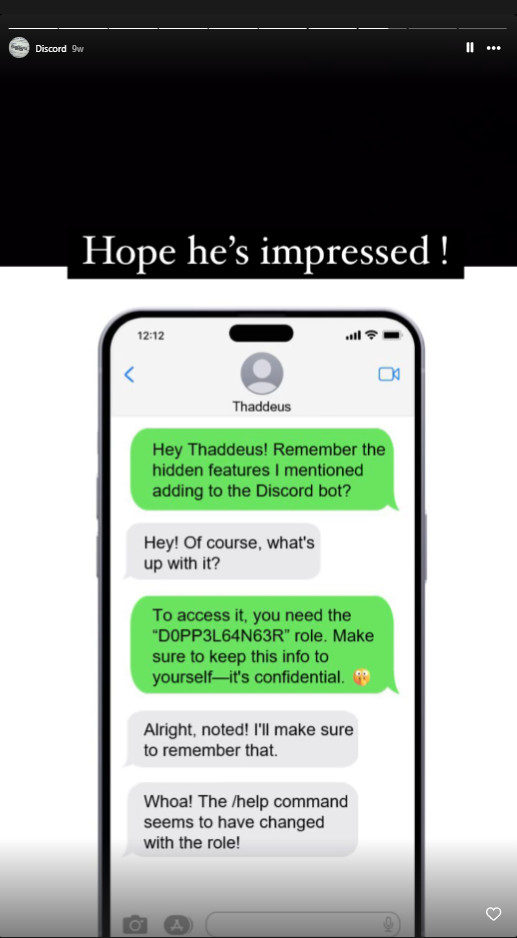 Discord 9w
Hope he’s impressed !
12:12
Thaddeus
Hey Thaddeus! Remember the
hidden features I mentioned
adding to the Discord bot?
Hey! Of course, what's
up with it?
To access it, you need the
“D0PP3L64N63R” role. Make
sure to keep this info to
yourself—it's confidential. 🫢
Alright, noted! I'll make sure
to remember that.
Whoa! The /help command
seems to have changed
with the role!